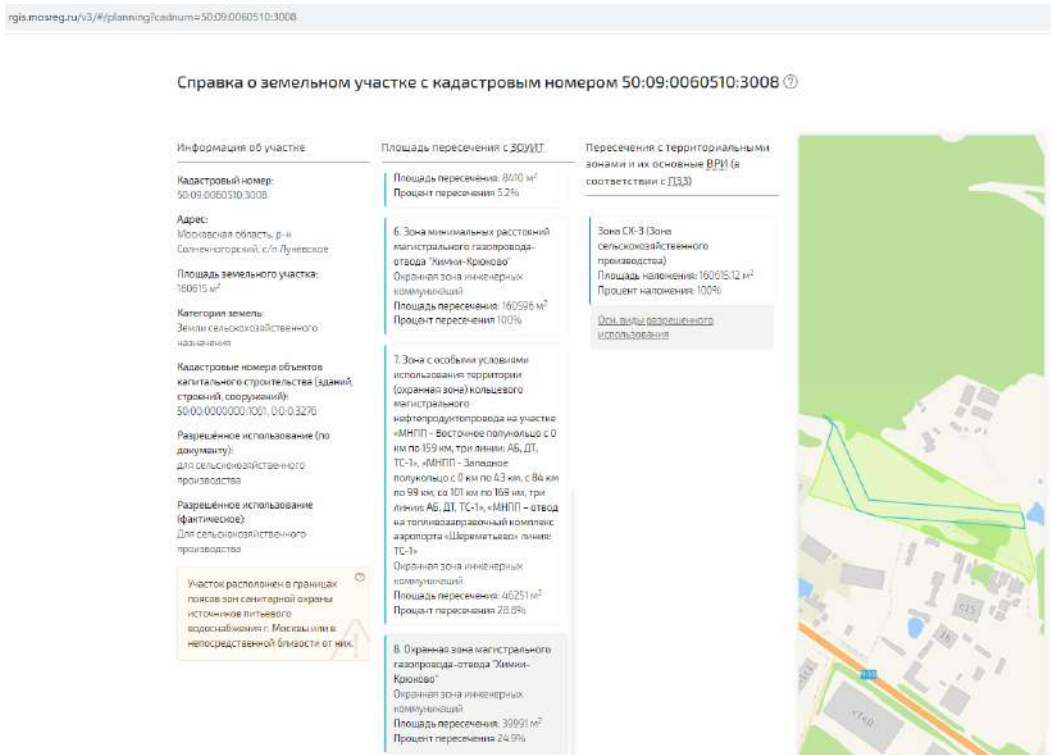 rgis.mosreg.ru/v3/#/planning?cadnum=50:09:0060510:3008
Справка о земельном участке с кадастровым номером 50:09:0060510:3008
Информация об участке
Кадастровый номер:
50:09:0060510:3008
Адрес:
Московская область, р-н
Солнечногорский, с/п Лунёвское
Площадь земельного участка:
160615 м²
Категория земель:
Земли сельскохозяйственного
назначения
Кадастровые номера объектов
капитального строительства (зданий,
строений, сооружений):
50:00:0000000:1061, 0:0:0:3276
Разрешённое использование (по
документу):
для сельскохозяйственного
производства
Разрешённое использование
(фактическое):
Для сельскохозяйственного
производства
Участок расположен в границах
поясов зон санитарной охраны
источников питьевого
водоснабжения г. Москвы или в
непосредственной близости от них.
Площадь пересечения с ЗОУИТ
Площадь пересечения: 8410 м²
Процент пересечения 5.2%
6. Зона минимальных расстояний
магистрального газопровода-
отвода "Химки-Крюково"
Охранная зона инженерных
коммуникаций
Площадь пересечения: 160596 м²
Процент пересечения 100%
7. Зона с особыми условиями
использования территории
(охранная зона) кольцевого
магистрального
нефтепродуктопровода на участке
«МНПП - Восточное полукольцо с 0
км по 159 км, три линии: АБ, ДТ,
ТС-1», «МНПП - Западное
полукольцо с 0 км по 43 км, с 84 км
по 99 км, со 101 км по 169 км, три
линии: АБ, ДТ, ТС-1», «МНПП – отвод
на топливозаправочный комплекс
аэропорта «Шереметьево» линия:
ТС-1»
Охранная зона инженерных
коммуникаций
Площадь пересечения: 46251 м²
Процент пересечения 28.8%
8. Охранная зона магистрального
газопровода-отвода "Химки-
Крюково"
Охранная зона инженерных
коммуникаций
Площадь пересечения: 39991 м²
Процент пересечения 24.9%
Пересечения с территориальными
зонами и их основные ВРИ (в
соответствии с ПЗЗ)
Зона СХ-3 (Зона
сельскохозяйственного
производства)
Площадь наложения: 160615.12 м²
Процент наложения: 100%
Осн. виды разрешенного
использования